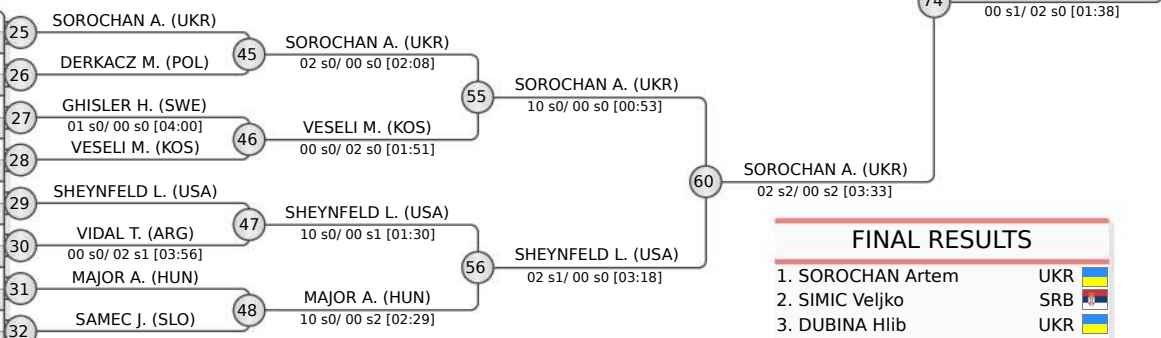 74
00 s1/ 02 s0 [01:38]
25
SOROCHAN A. (UKR)
26
DERKACZ M. (POL)
45
SOROCHAN A. (UKR)
02 s0/ 00 s0 [02:08]
27
GHISLER H. (SWE)
01 s0/ 00 s0 [04:00]
28
VESELI M. (KOS)
46
VESELI M. (KOS)
00 s0/ 02 s0 [01:51]
55
SOROCHAN A. (UKR)
10 s0/ 00 s0 [00:53]
29
SHEYNFELD L. (USA)
30
VIDAL T. (ARG)
00 s0/ 02 s1 [03:56]
47
SHEYNFELD L. (USA)
10 s0/ 00 s1 [01:30]
31
MAJOR A. (HUN)
32
SAMEC J. (SLO)
48
MAJOR A. (HUN)
10 s0/ 00 s2 [02:29]
56
SHEYNFELD L. (USA)
02 s1/ 00 s0 [03:18]
60
SOROCHAN A. (UKR)
02 s2/ 00 s2 [03:33]
FINAL RESULTS
1. SOROCHAN Artem UKR
2. SIMIC Veljko SRB
3. DUBINA Hlib UKR